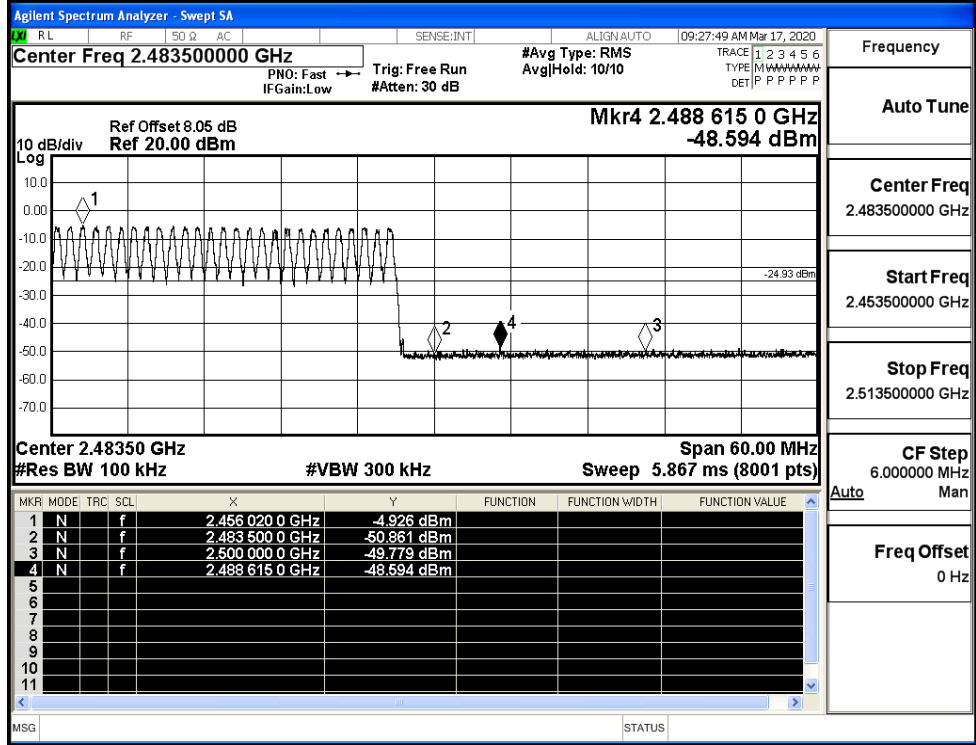 Agilent Spectrum Analyzer - Swept SA
LXI RL RF 50 Ω AC SENSE:INT ALIGNAUTO 09:27:49 AM Mar 17, 2020
Center Freq 2.483500000 GHz
PNO: Fast
IFGain:Low
Trig: Free Run
#Atten: 30 dB
#Avg Type: RMS
Avg|Hold: 10/10
TRACE 1 2 3 4 5 6
TYPE M
DET P P P P P P
Mkr4 2.488 615 0 GHz
-48.594 dBm
Ref Offset 8.05 dB
10 dB/div Ref 20.00 dBm
Log
10.0
0.00
-10.0
-20.0
-30.0
-40.0
-50.0
-60.0
-70.0
1
2
4
3
-24.93 dBm
Center 2.48350 GHz Span 60.00 MHz
#Res BW 100 kHz #VBW 300 kHz Sweep 5.867 ms (8001 pts)
MKR MODE TRC SCL X Y FUNCTION FUNCTION WIDTH FUNCTION VALUE
1 N f 2.456 020 0 GHz -4.926 dBm
2 N f 2.483 500 0 GHz -50.861 dBm
3 N f 2.500 000 0 GHz -49.779 dBm
4 N f 2.488 615 0 GHz -48.594 dBm
5
6
7
8
9
10
11
MSG STATUS
Frequency
Auto Tune
Center Freq
2.483500000 GHz
Start Freq
2.453500000 GHz
Stop Freq
2.513500000 GHz
CF Step
6.000000 MHz
Auto Man
Freq Offset
0 Hz